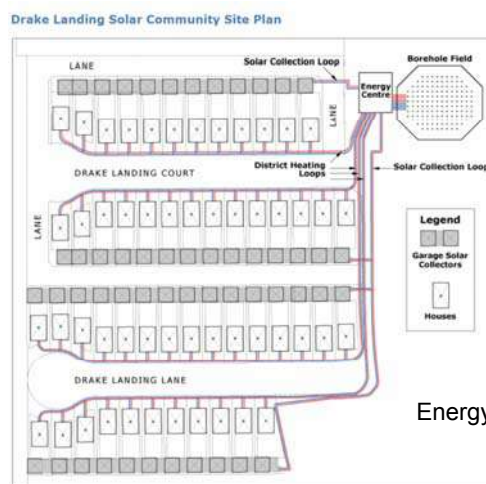 Drake Landing Solar Community Site Plan
LANE
Solar Collection Loop
Energy
Centre
Borehole Field
LANE
District Heating
Loops
Solar Collection Loop
DRAKE LANDING COURT
LANE
Legend
Garage Solar
Collectors
Houses
DRAKE LANDING LANE
Energy